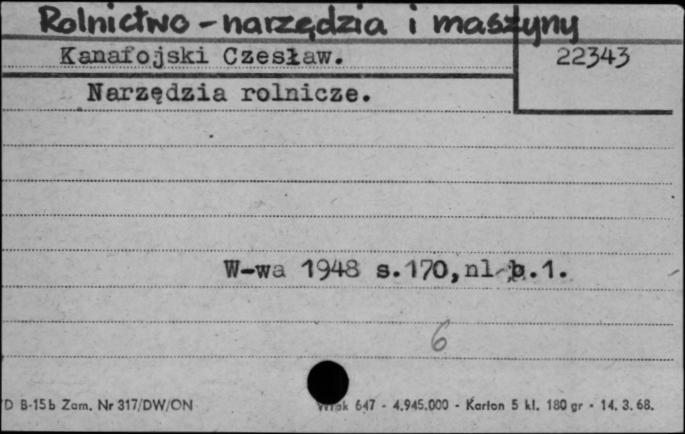 Rolnictwo - narzędzia i maszyny
Kanafojski Czesław. 22343
Narzędzia rolnicze.
W-wa 1948 s.170, nl b.1.
6
D B-15b Zam. Nr 317/DW/ON 647 - 4.945.000 - Karton 5 kl. 180 gr - 14. 3. 68.